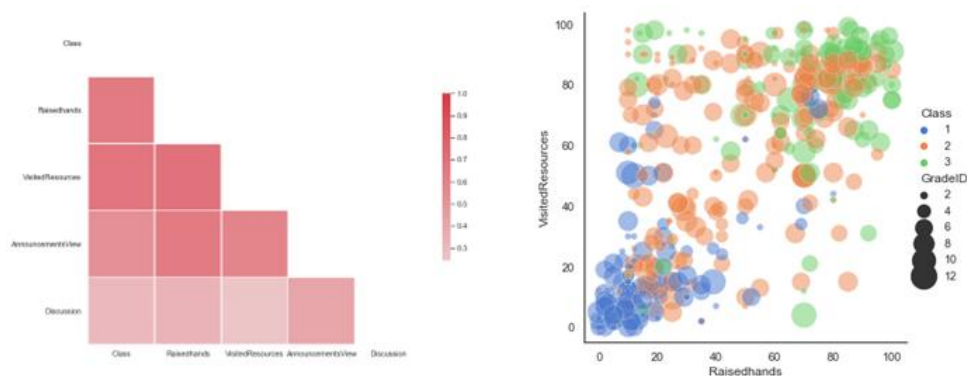 Class
Raisedhands
VisitedResources
AnnouncementsView
Discussion
Class Raisedhands VisitedResources AnnouncementsView Discussion
1.0
0.9
0.8
0.7
0.6
0.5
0.4
0.3
100
80
60
40
20
0
VisitedResources
0 20 40 60 80 100
Raisedhands
Class
1
2
3
GradeID
2
4
6
8
10
12